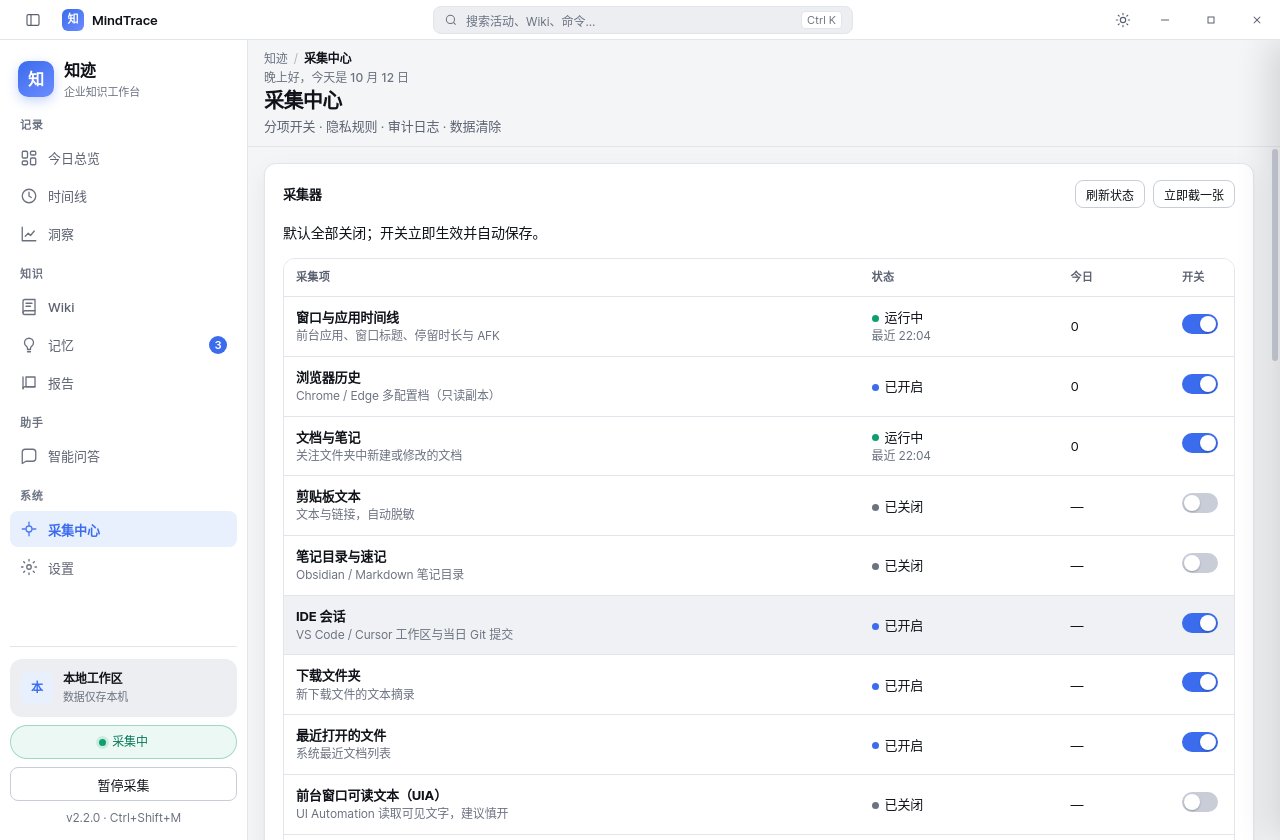 知 MindTrace
搜索活动、Wiki、命令... Ctrl K
知 知迹
企业知识工作台
记录
今日总览
时间线
洞察
知识
Wiki
记忆 3
报告
助手
智能问答
系统
采集中心
设置
本 本地工作区
数据仅存本机
采集中
暂停采集
v2.2.0 · Ctrl+Shift+M
知迹 / 采集中心
晚上好，今天是 10 月 12 日
采集中心
分项开关 · 隐私规则 · 审计日志 · 数据清除
采集器 刷新状态 立即截一张
默认全部关闭；开关立即生效并自动保存。
采集项 状态 今日 开关
窗口与应用时间线 运行中 0
前台应用、窗口标题、停留时长与 AFK 最近 22:04
浏览器历史 已开启 0
Chrome / Edge 多配置档（只读副本）
文档与笔记 运行中 0
关注文件夹中新建或修改的文档 最近 22:04
剪贴板文本 已关闭 —
文本与链接，自动脱敏
笔记目录与速记 已关闭 —
Obsidian / Markdown 笔记目录
IDE 会话 已开启 —
VS Code / Cursor 工作区与当日 Git 提交
下载文件夹 已开启 —
新下载文件的文本摘录
最近打开的文件 已开启 —
系统最近文档列表
前台窗口可读文本（UIA） 已关闭 —
UI Automation 读取可见文字，建议慎开